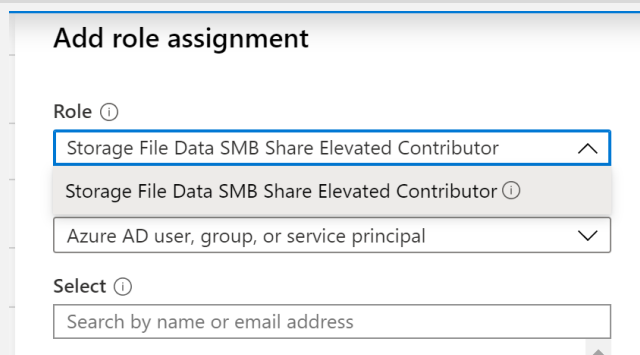 Add role assignment
Role
Storage File Data SMB Share Elevated Contributor
Storage File Data SMB Share Elevated Contributor
Azure AD user, group, or service principal
Select
Search by name or email address